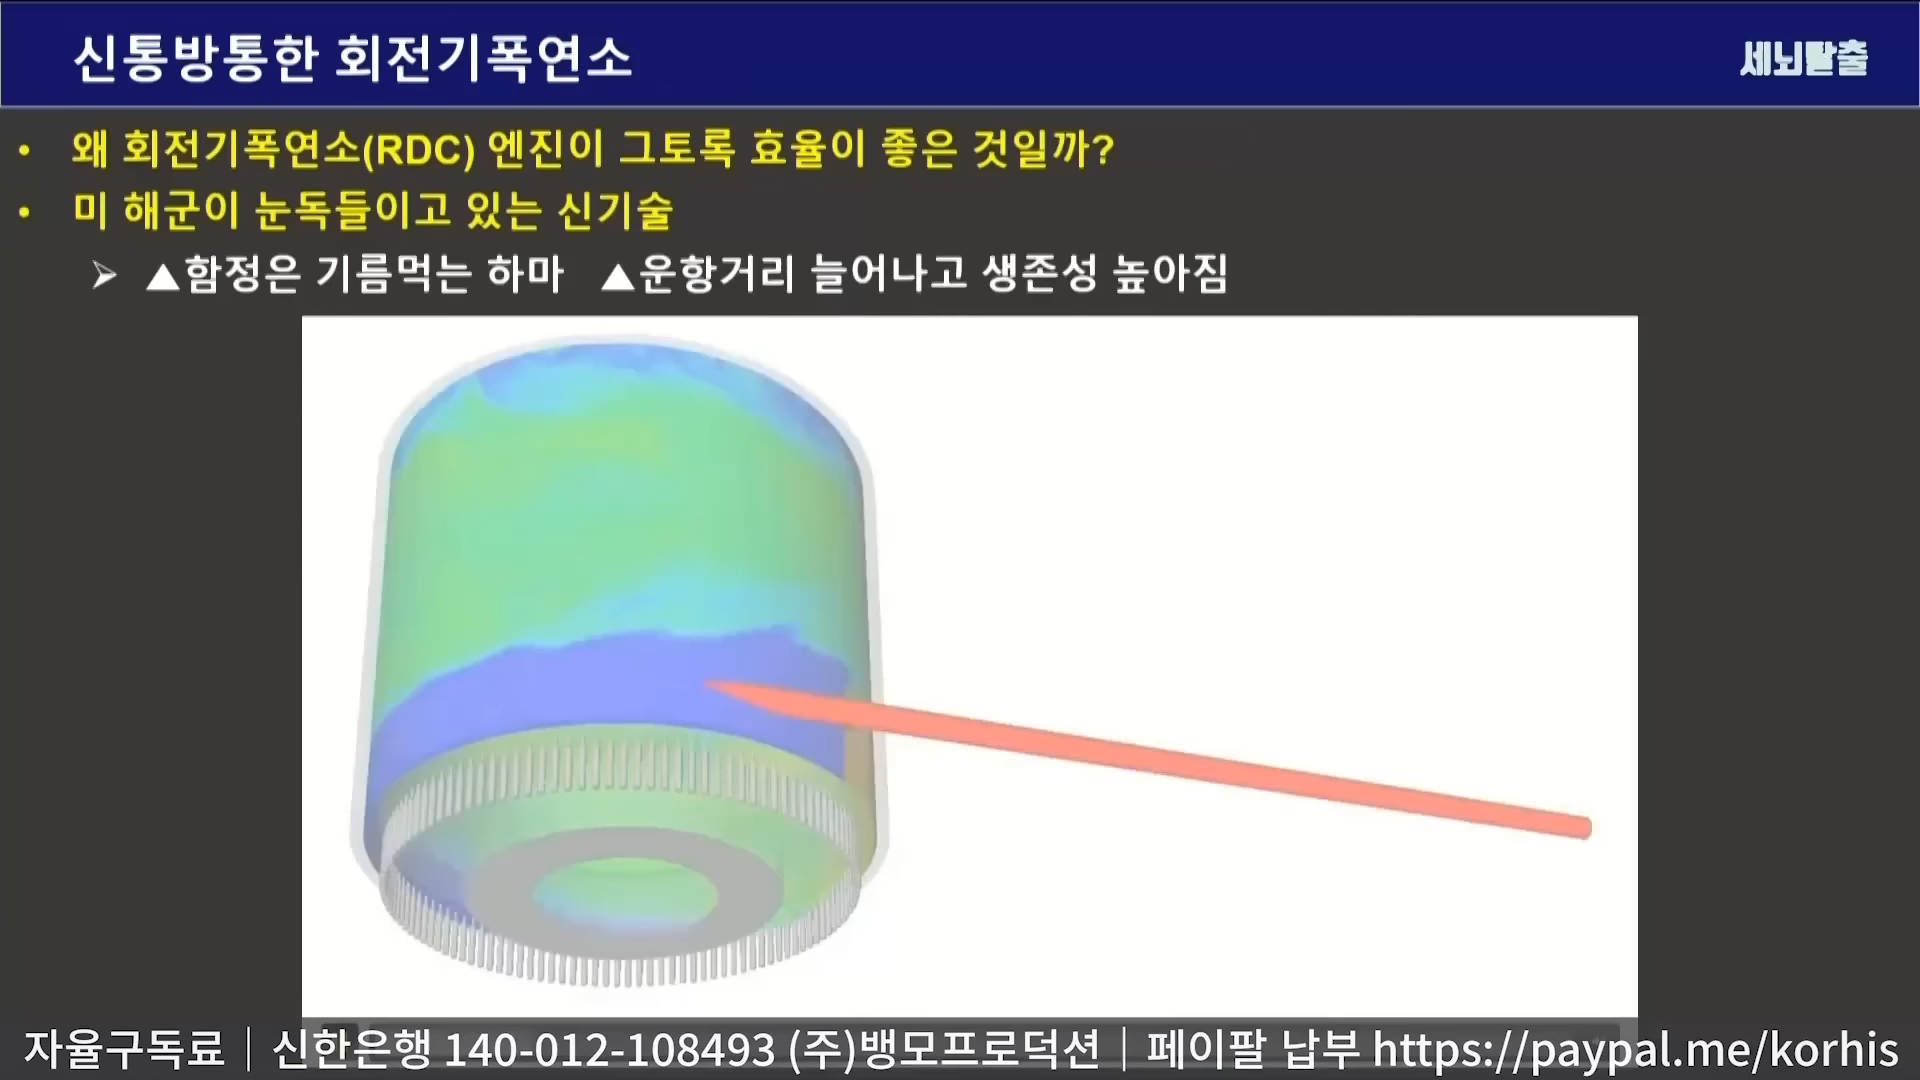 신통방통한 회전기폭연소
세뇌탈출
• 왜 회전기폭연소(RDC) 엔진이 그토록 효율이 좋은 것일까?
• 미 해군이 눈독들이고 있는 신기술
➢ ▲함정은 기름먹는 하마 ▲운항거리 늘어나고 생존성 높아짐
자율구독료｜신한은행 140-012-108493 (주)뱅모프로덕션｜페이팔 납부 https://paypal.me/korhis